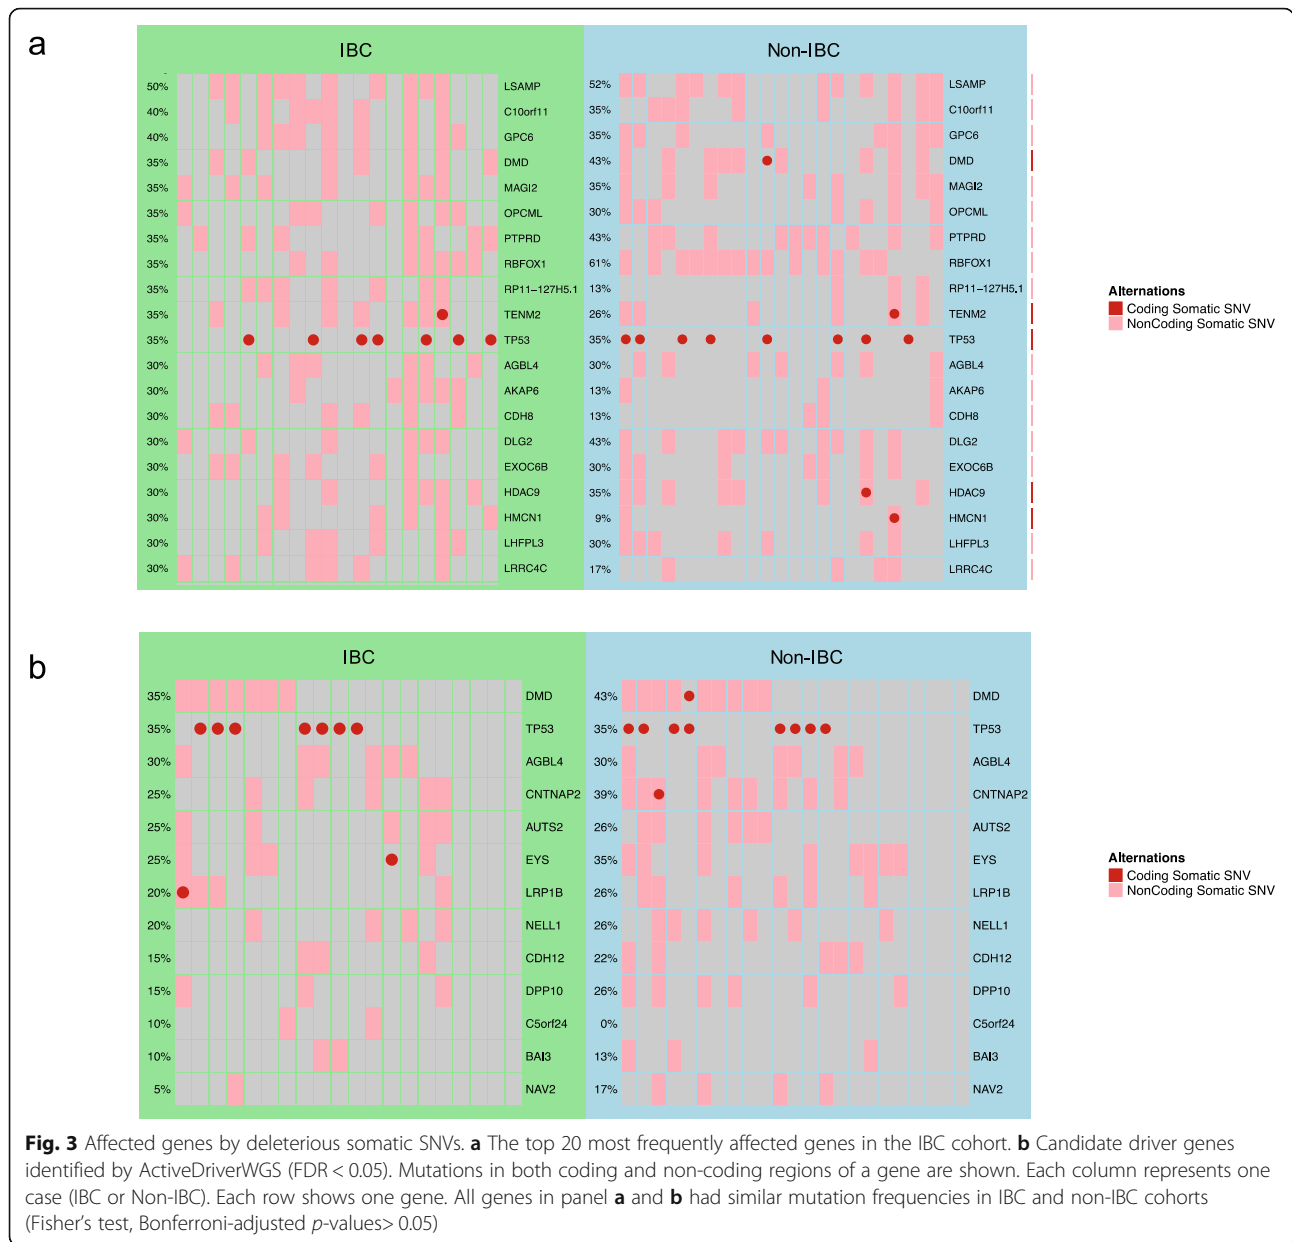 a
IBC Non-IBC
50% LSAMP 52% LSAMP
40% C10orf11 35% C10orf11
40% GPC6 35% GPC6
35% DMD 43% DMD
35% MAGI2 35% MAGI2
35% OPCML 30% OPCML
35% PTPRD 43% PTPRD
35% RBFOX1 61% RBFOX1
35% RP11−127H5.1 13% RP11−127H5.1
35% TENM2 26% TENM2
35% TP53 35% TP53
30% AGBL4 30% AGBL4
30% AKAP6 13% AKAP6
30% CDH8 13% CDH8
30% DLG2 43% DLG2
30% EXOC6B 30% EXOC6B
30% HDAC9 35% HDAC9
30% HMCN1 9% HMCN1
30% LHFPL3 30% LHFPL3
30% LRRC4C 17% LRRC4C
Alternations
Coding Somatic SNV
NonCoding Somatic SNV
b
IBC Non-IBC
35% DMD 43% DMD
35% TP53 35% TP53
30% AGBL4 30% AGBL4
25% CNTNAP2 39% CNTNAP2
25% AUTS2 26% AUTS2
25% EYS 35% EYS
20% LRP1B 26% LRP1B
20% NELL1 26% NELL1
15% CDH12 22% CDH12
15% DPP10 26% DPP10
10% C5orf24 0% C5orf24
10% BAI3 13% BAI3
5% NAV2 17% NAV2
Alternations
Coding Somatic SNV
NonCoding Somatic SNV
Fig. 3 Affected genes by deleterious somatic SNVs. a The top 20 most frequently affected genes in the IBC cohort. b Candidate driver genes
identified by ActiveDriverWGS (FDR < 0.05). Mutations in both coding and non-coding regions of a gene are shown. Each column represents one
case (IBC or Non-IBC). Each row shows one gene. All genes in panel a and b had similar mutation frequencies in IBC and non-IBC cohorts
(Fisher's test, Bonferroni-adjusted p-values> 0.05)